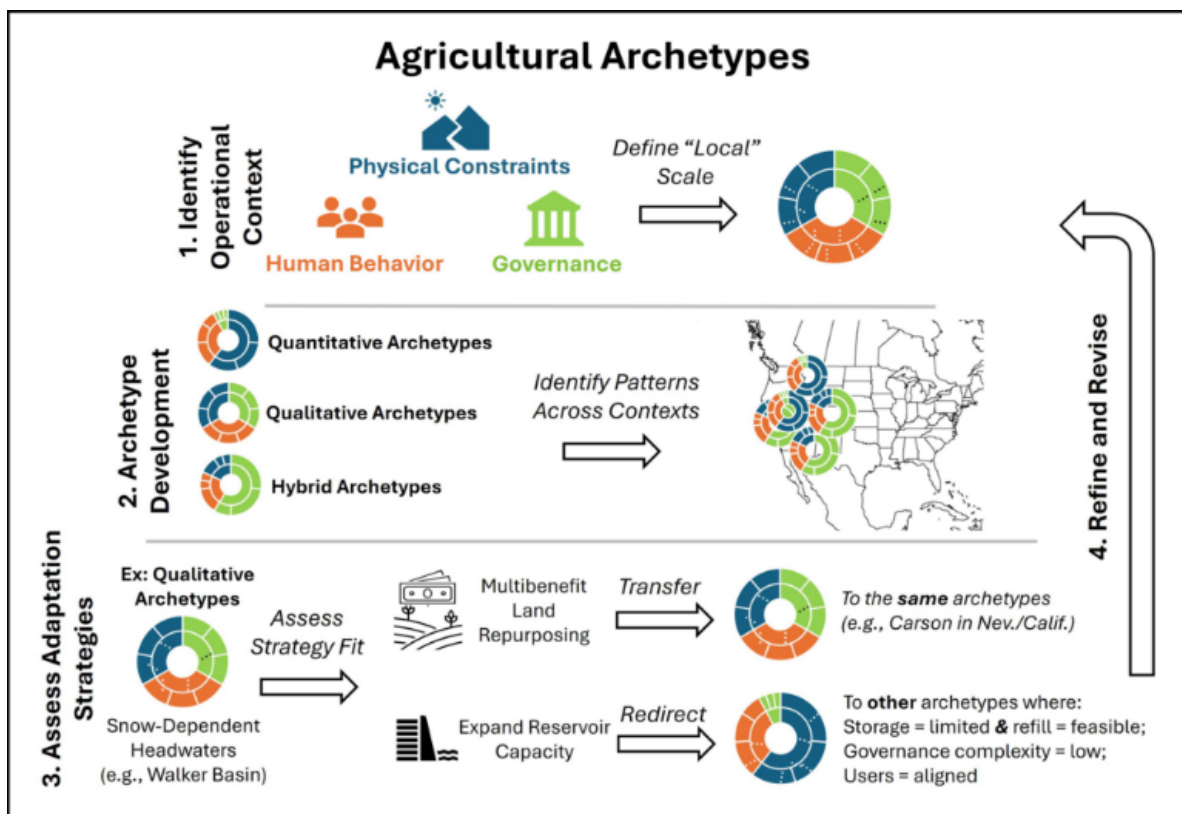 Agricultural Archetypes
1. Identify
Operational
Context
Physical Constraints
Human Behavior
Governance
Define “Local”
Scale
2. Archetype
Development
Quantitative Archetypes
Qualitative Archetypes
Hybrid Archetypes
Identify Patterns
Across Contexts
3. Assess Adaptation
Strategies
Ex: Qualitative
Archetypes
Snow-Dependent
Headwaters
(e.g., Walker Basin)
Assess
Strategy Fit
Multibenefit
Land
Repurposing
Transfer
To the same archetypes
(e.g., Carson in Nev./Calif.)
Expand Reservoir
Capacity
Redirect
To other archetypes where:
Storage = limited & refill = feasible;
Governance complexity = low;
Users = aligned
4. Refine and Revise